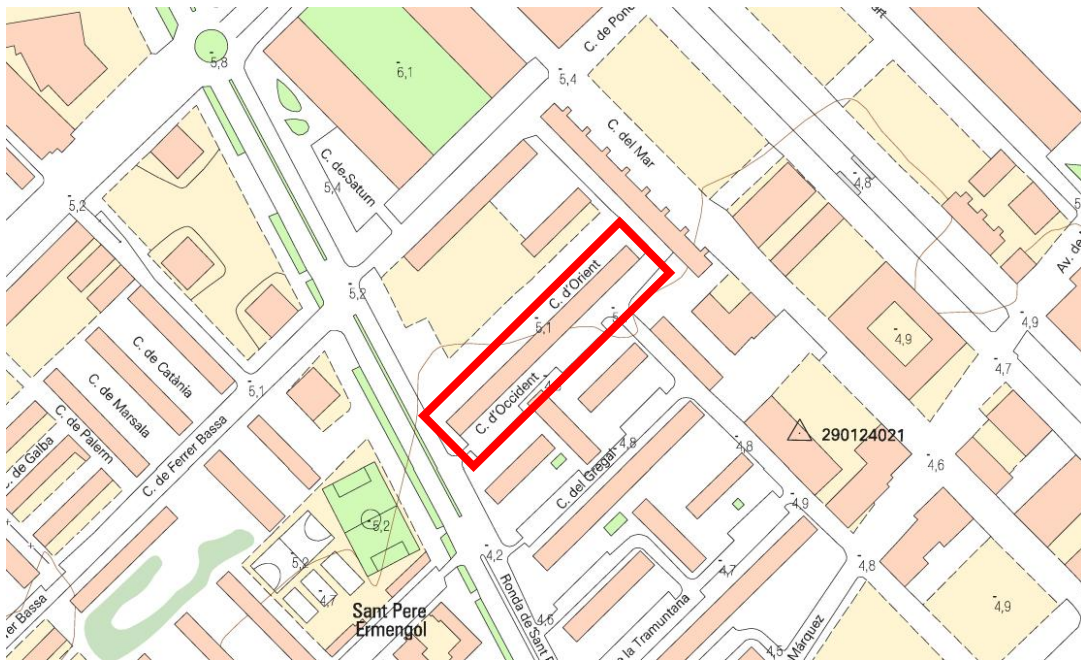 C. de Ponç
5,8
6,1
5,4
C. del Mar
C. de Saturn
5,4
4,8
5,2
C. d'Orient
5,2
5,1
Av. de
4,9
4,9
C. de Catània
C. de Marsala
C. de Palerm
C. de Galba
5,1
4,7
C. d'Occident
C. de Ferrer Bassa
290124021
4,8
C. del Gregal
4,8
4,6
4,9
5,2
4,2
5,2
4,7
4,7
4,8
Sant Pere
Ermengol
Ronda de Sant
4,6
de la Tramuntana
Márquez
4,5
4,9
Bassa